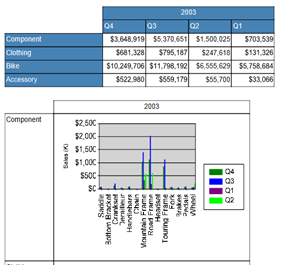 2003
Q4 Q3 Q2 Q1
Component $3,648,919 $5,370,651 $1,500,025 $703,539
Clothing $681,328 $795,187 $247,618 $131,326
Bike $10,249,706 $11,798,192 $6,555,629 $5,758,684
Accessory $522,980 $559,179 $55,700 $33,066
2003
Component
Sales (K)
$2,50C
$2,00C
$1,50C
$1,00C
$50C
$C
Saddle
Bottom Bracket
Crankset
Derailleur
Handlebars
Chain
Mountain Frame
Road Frame
Headset
Touring Frame
Fork
Brakes
Pedals
Wheel
Q4
Q3
Q1
Q2